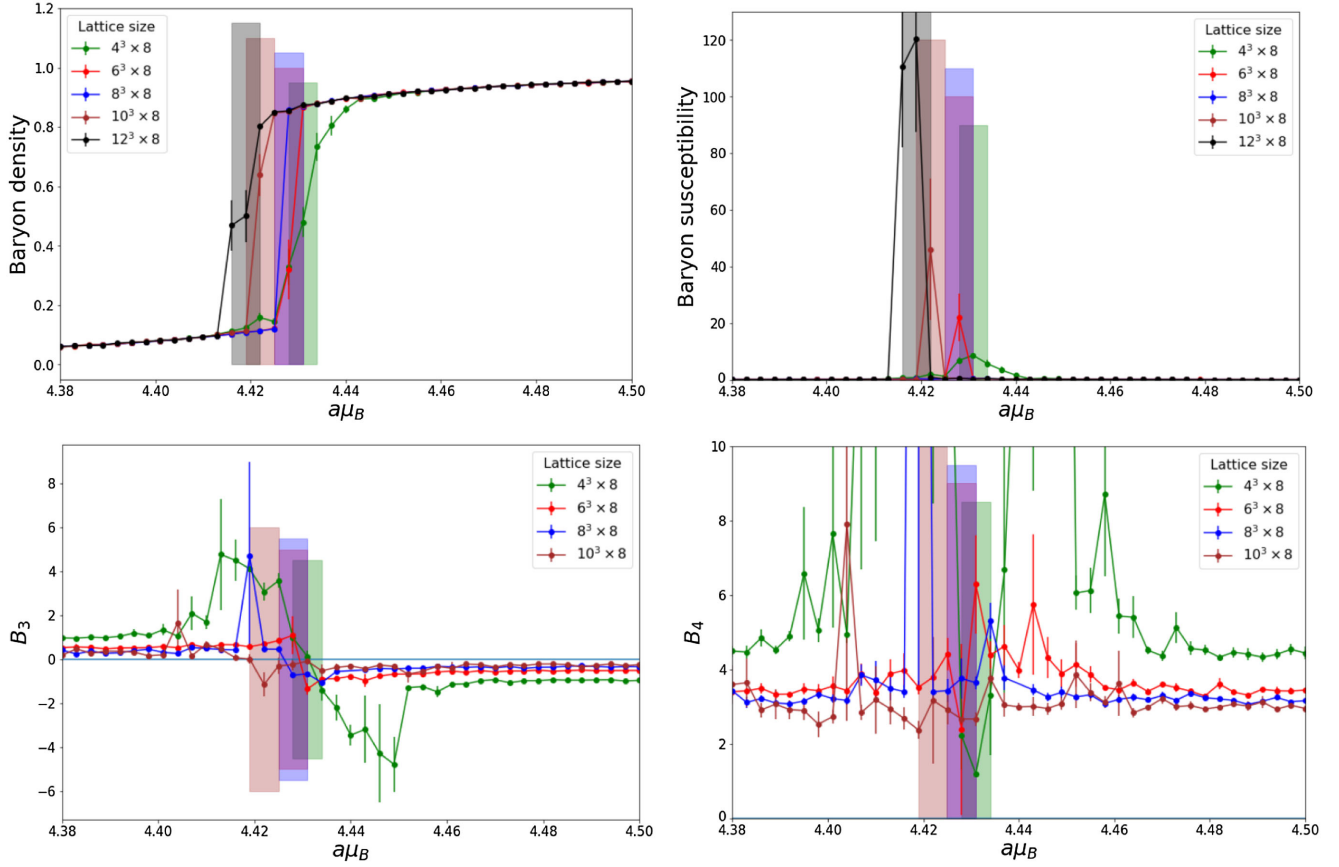 Baryon density
1.2
1.0
0.8
0.6
0.4
0.2
0.0
Lattice size
4³ × 8
6³ × 8
8³ × 8
10³ × 8
12³ × 8
4.38
4.40
4.42
4.44
4.46
4.48
4.50
aμ_B
Baryon susceptibility
120
100
80
60
40
20
0
Lattice size
4³ × 8
6³ × 8
8³ × 8
10³ × 8
12³ × 8
4.38
4.40
4.42
4.44
4.46
4.48
4.50
aμ_B
B₃
8
6
4
2
0
−2
−4
−6
Lattice size
4³ × 8
6³ × 8
8³ × 8
10³ × 8
4.38
4.40
4.42
4.44
4.46
4.48
4.50
aμ_B
B₄
10
8
6
4
2
0
Lattice size
4³ × 8
6³ × 8
8³ × 8
10³ × 8
4.38
4.40
4.42
4.44
4.46
4.48
4.50
aμ_B